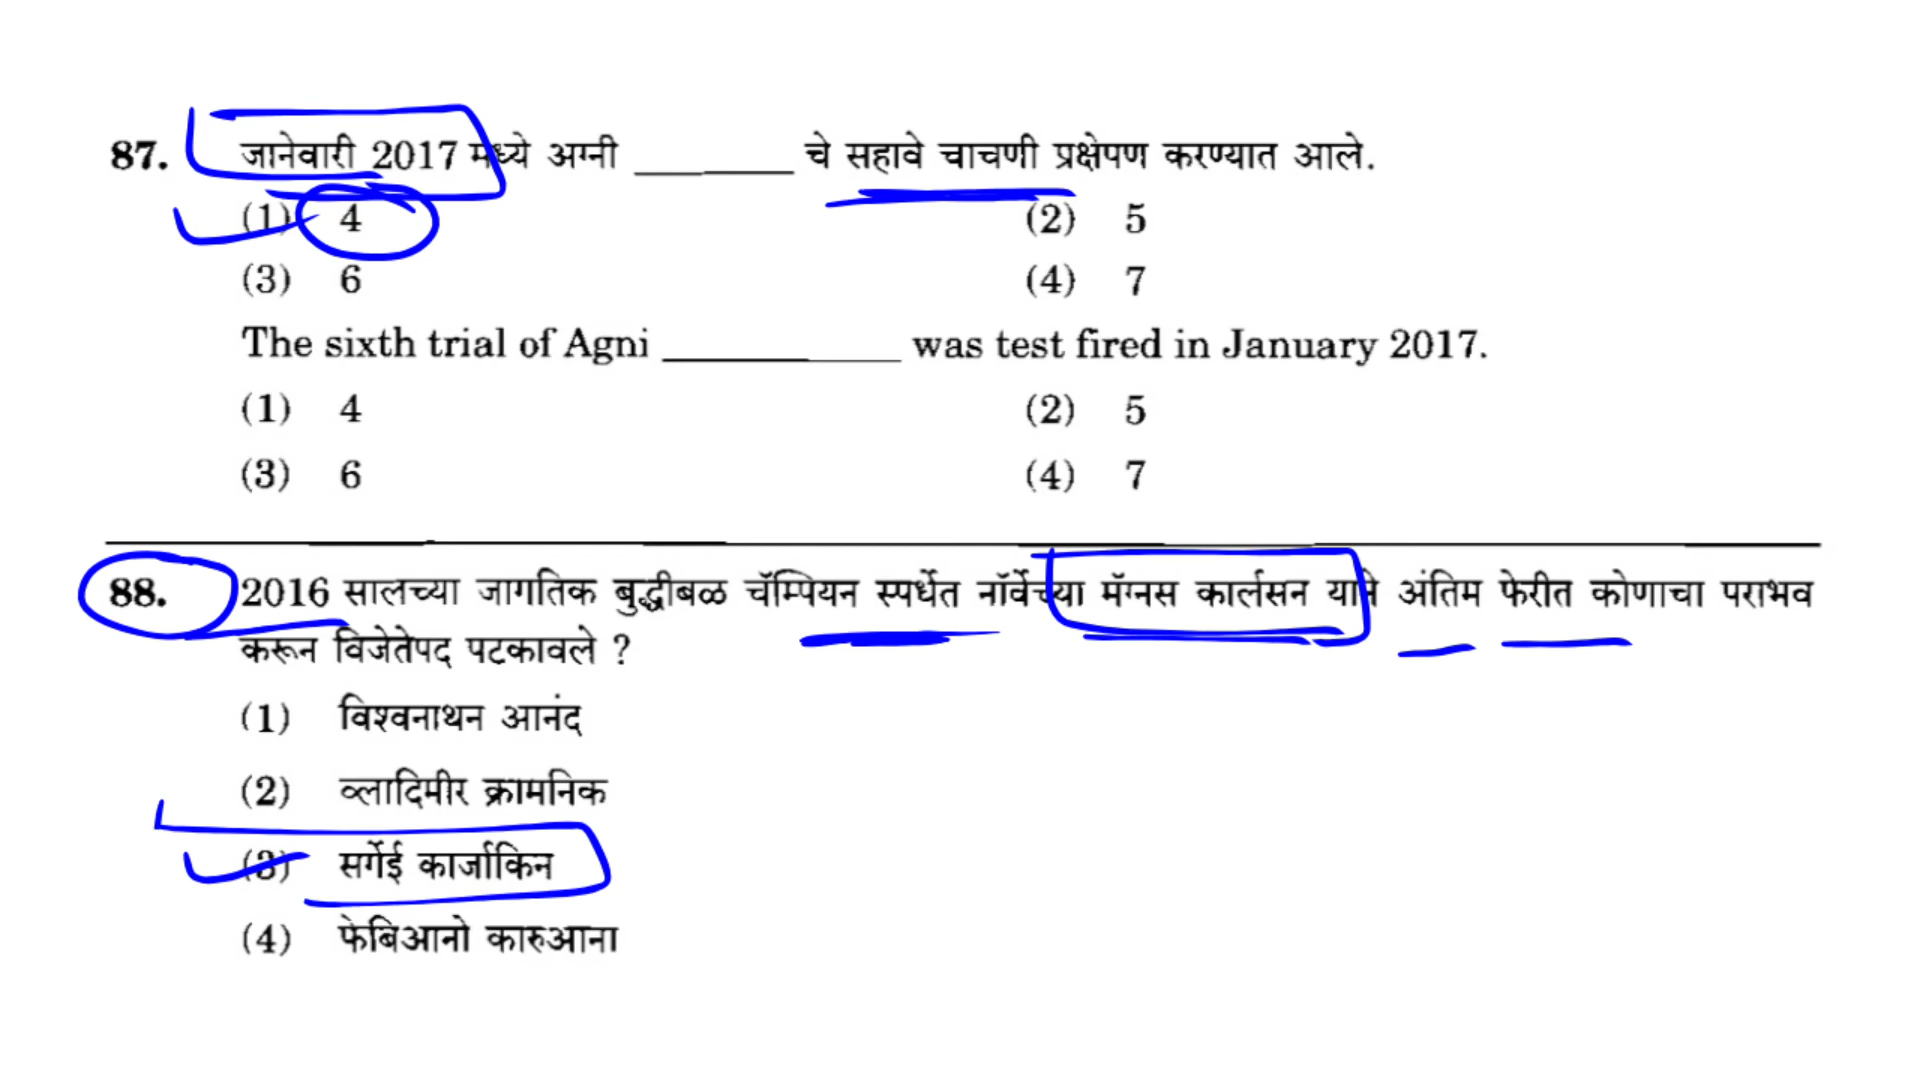 87. जानेवारी 2017 मध्ये अग्नी ________ चे सहावे चाचणी प्रक्षेपण करण्यात आले.
(1) 4 (2) 5
(3) 6 (4) 7
The sixth trial of Agni ________ was test fired in January 2017.
(1) 4 (2) 5
(3) 6 (4) 7
88. 2016 सालच्या जागतिक बुद्धीबळ चॅम्पियन स्पर्धेत नॉर्वेच्या मॅग्नस कार्लसन याने अंतिम फेरीत कोणाचा पराभव
करून विजेतेपद पटकावले ?
(1) विश्वनाथन आनंद
(2) व्लादिमीर क्रामनिक
(3) सर्गेई कार्जाकिन
(4) फेबिआनो कारुआना